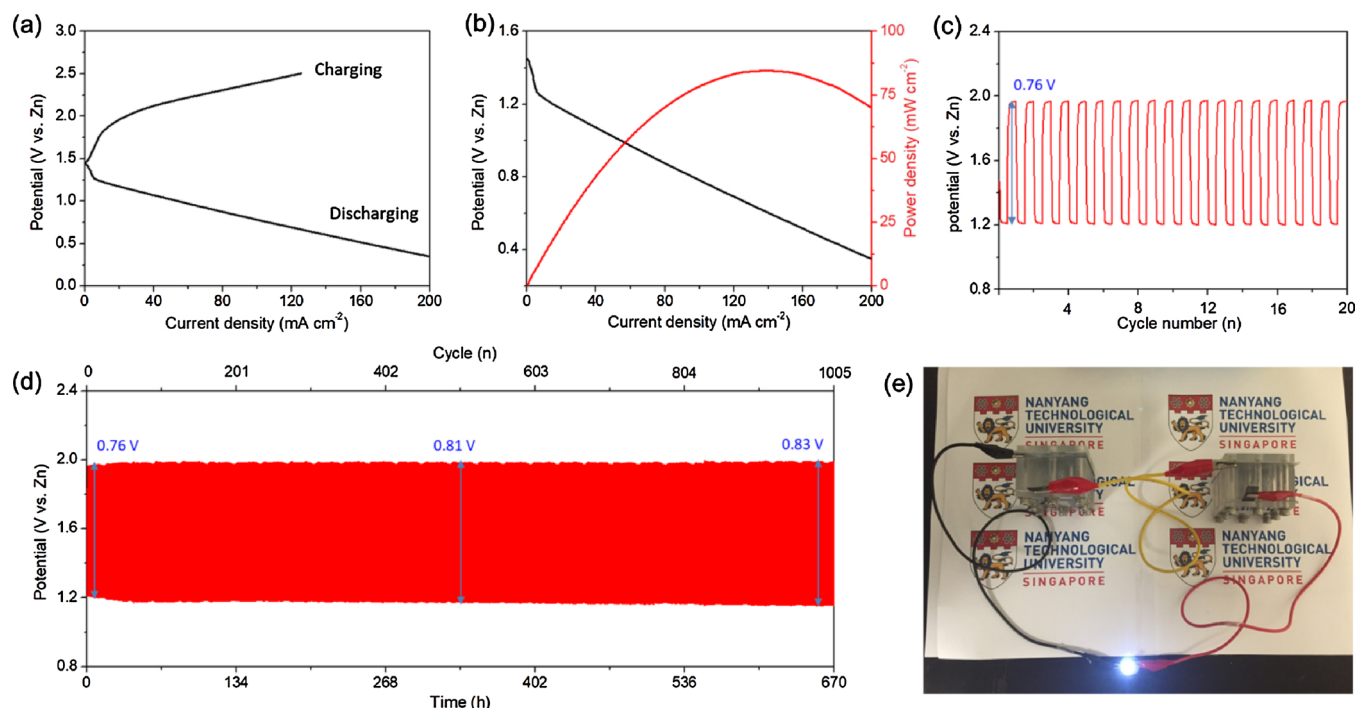 (a)
3.0
2.5
2.0
1.5
1.0
0.5
0.0
Potential (V vs. Zn)
Charging
Discharging
0 40 80 120 160 200
Current density (mA cm⁻²)
(b)
1.6
1.2
0.8
0.4
Potential (V vs. Zn)
100
75
50
25
0
Power density (mW cm⁻²)
0 40 80 120 160 200
Current density (mA cm⁻²)
(c)
2.4
2.0
1.6
1.2
0.8
potential (V vs. Zn)
0.76 V
4 8 12 16 20
Cycle number (n)
(d)
Cycle (n)
0 201 402 603 804 1005
2.4
2.0
1.6
1.2
0.8
Potential (V vs. Zn)
0.76 V 0.81 V 0.83 V
0 134 268 402 536 670
Time (h)
(e)
NANYANG
TECHNOLOGICAL
UNIVERSITY
SINGAPORE
NANYANG
TECHNOLOGICAL
UNIVERSITY
SINGAPORE
NANYANG
TECHNOLOGICAL
UNIVERSITY
SINGAPORE
NANYANG
TECHNOLOGICAL
UNIVERSITY
SINGAPORE